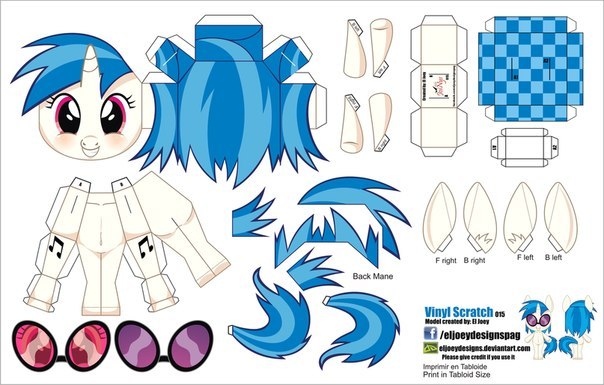 Back Mane
F right
B right
F left
B left
Vinyl Scratch 015
Model created by: El Joey
/eljoeydesignspag
eljoeydesigns.deviantart.com
Please give credit if you use it
Imprimir en Tabloide
Print in Tabloid Size